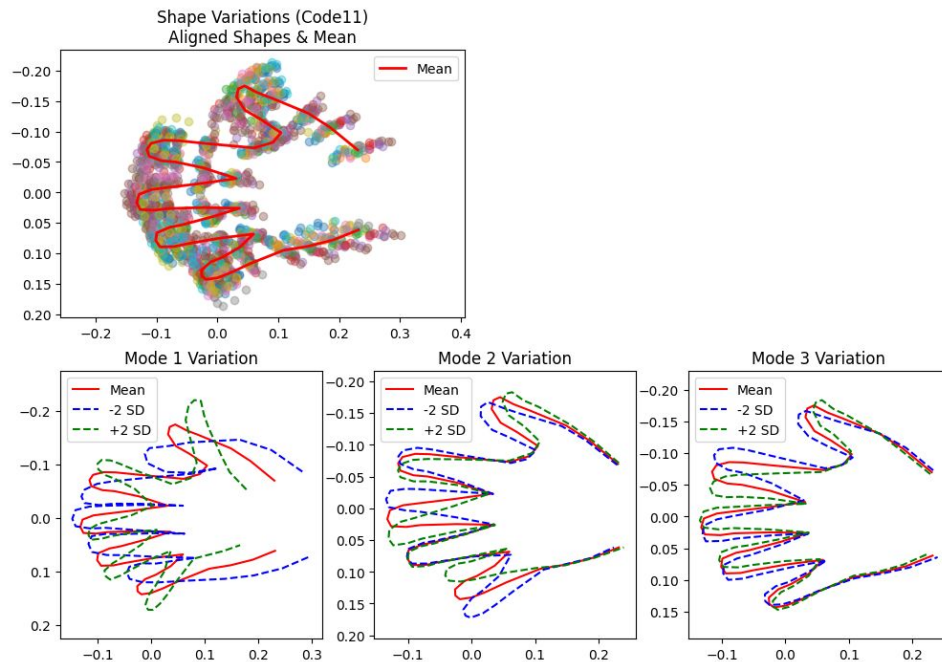 Shape Variations (Code11)
Aligned Shapes & Mean
−0.20
−0.15
−0.10
−0.05
0.00
0.05
0.10
0.15
0.20
Mean
−0.2 −0.1 0.0 0.1 0.2 0.3 0.4
Mode 1 Variation
−0.2
−0.1
0.0
0.1
0.2
Mean
-2 SD
+2 SD
−0.1 0.0 0.1 0.2 0.3
Mode 2 Variation
−0.20
−0.15
−0.10
−0.05
0.00
0.05
0.10
0.15
0.20
Mean
-2 SD
+2 SD
−0.1 0.0 0.1 0.2
Mode 3 Variation
−0.20
−0.15
−0.10
−0.05
0.00
0.05
0.10
0.15
Mean
-2 SD
+2 SD
−0.1 0.0 0.1 0.2